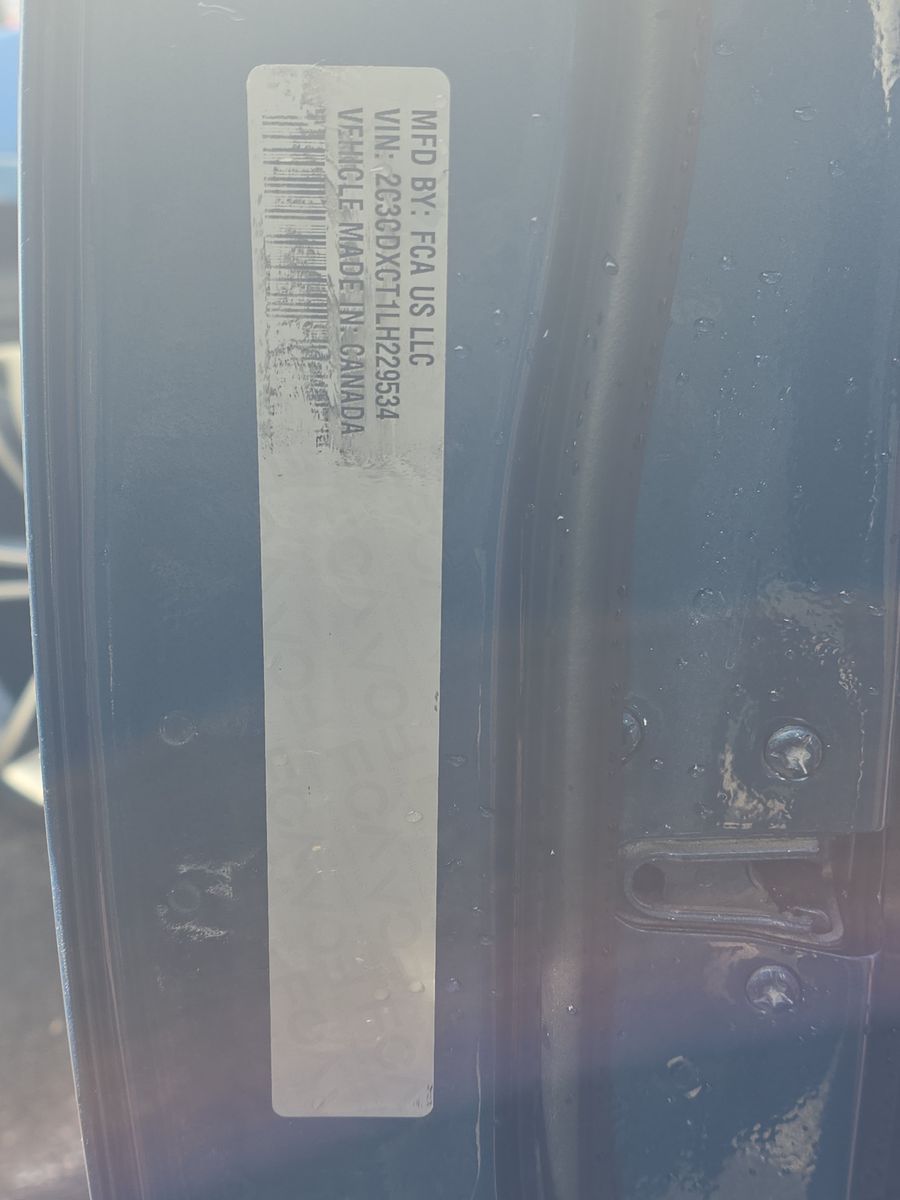 MFD BY: FCA US LLC
VIN: 2C3CDXCT1LH229534
VEHICLE MADE IN: CANADA